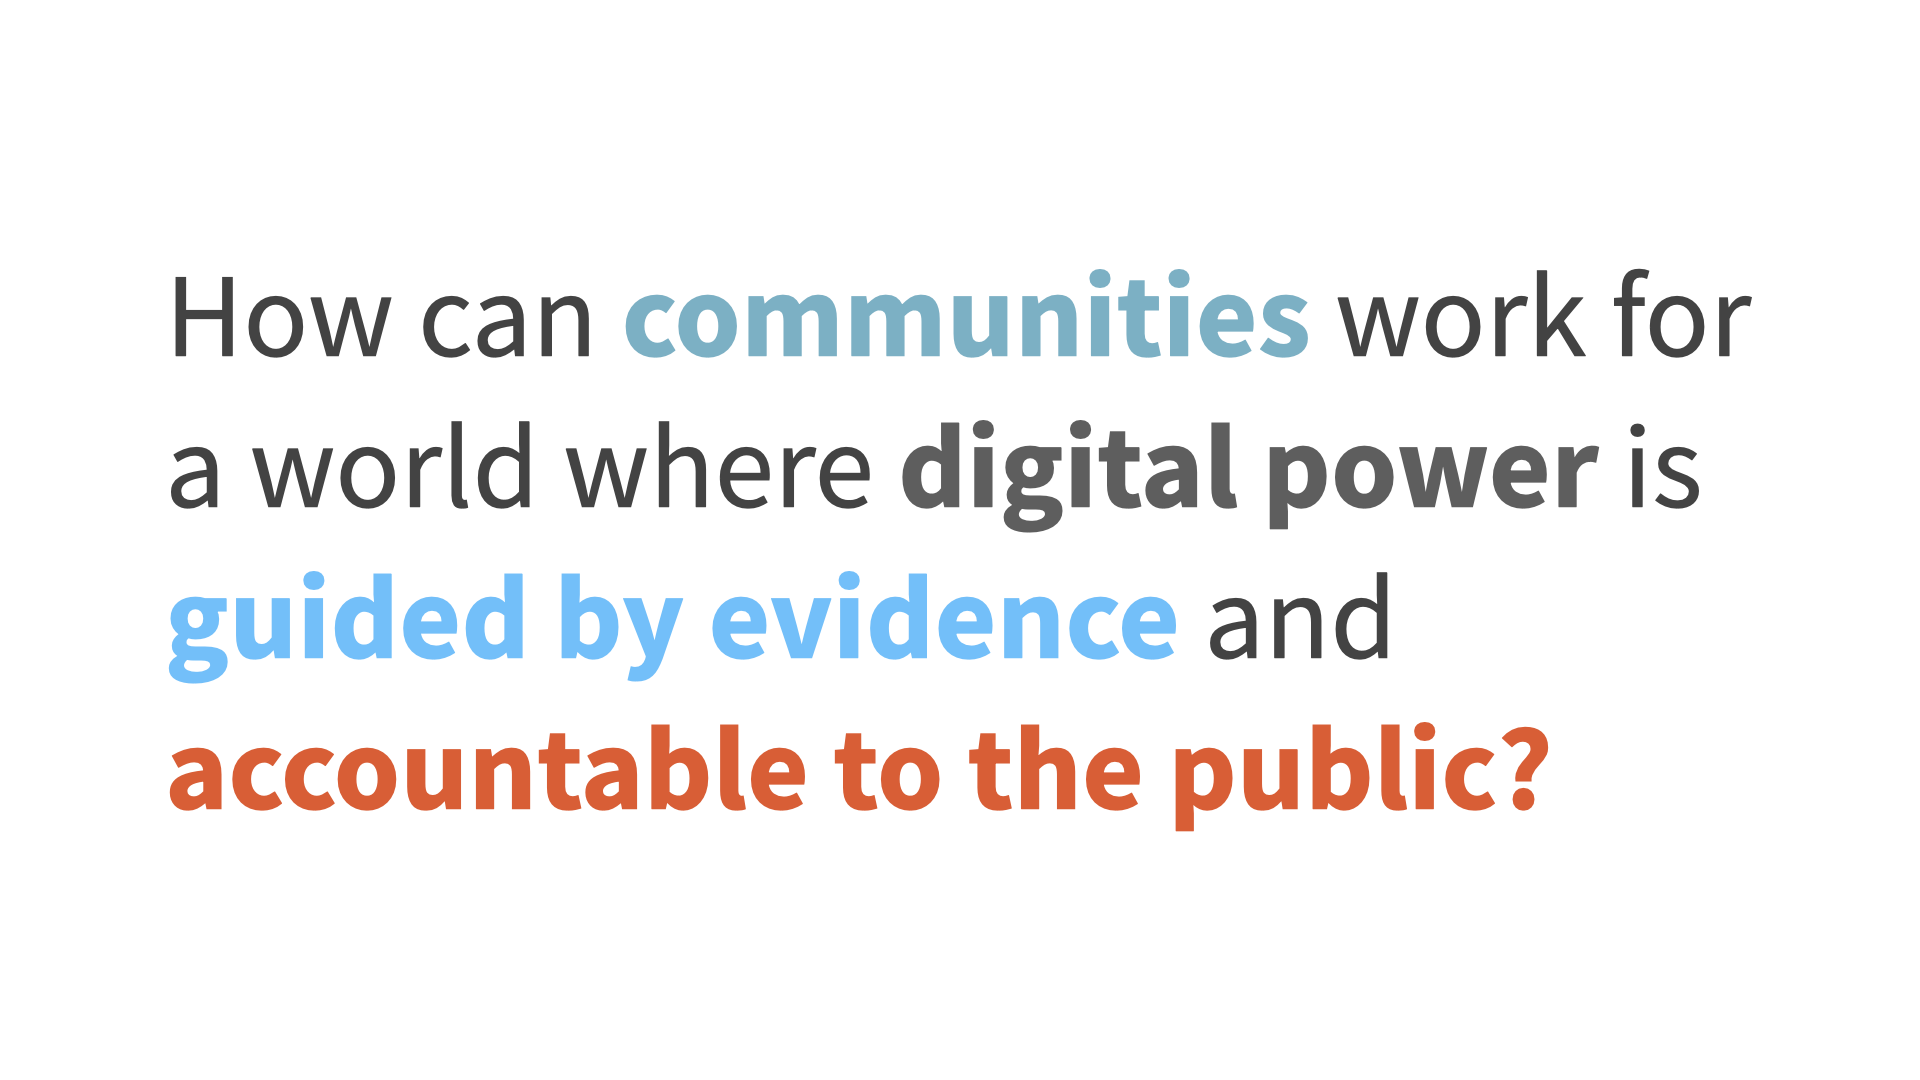 How can communities work for
a world where digital power is
guided by evidence and
accountable to the public?